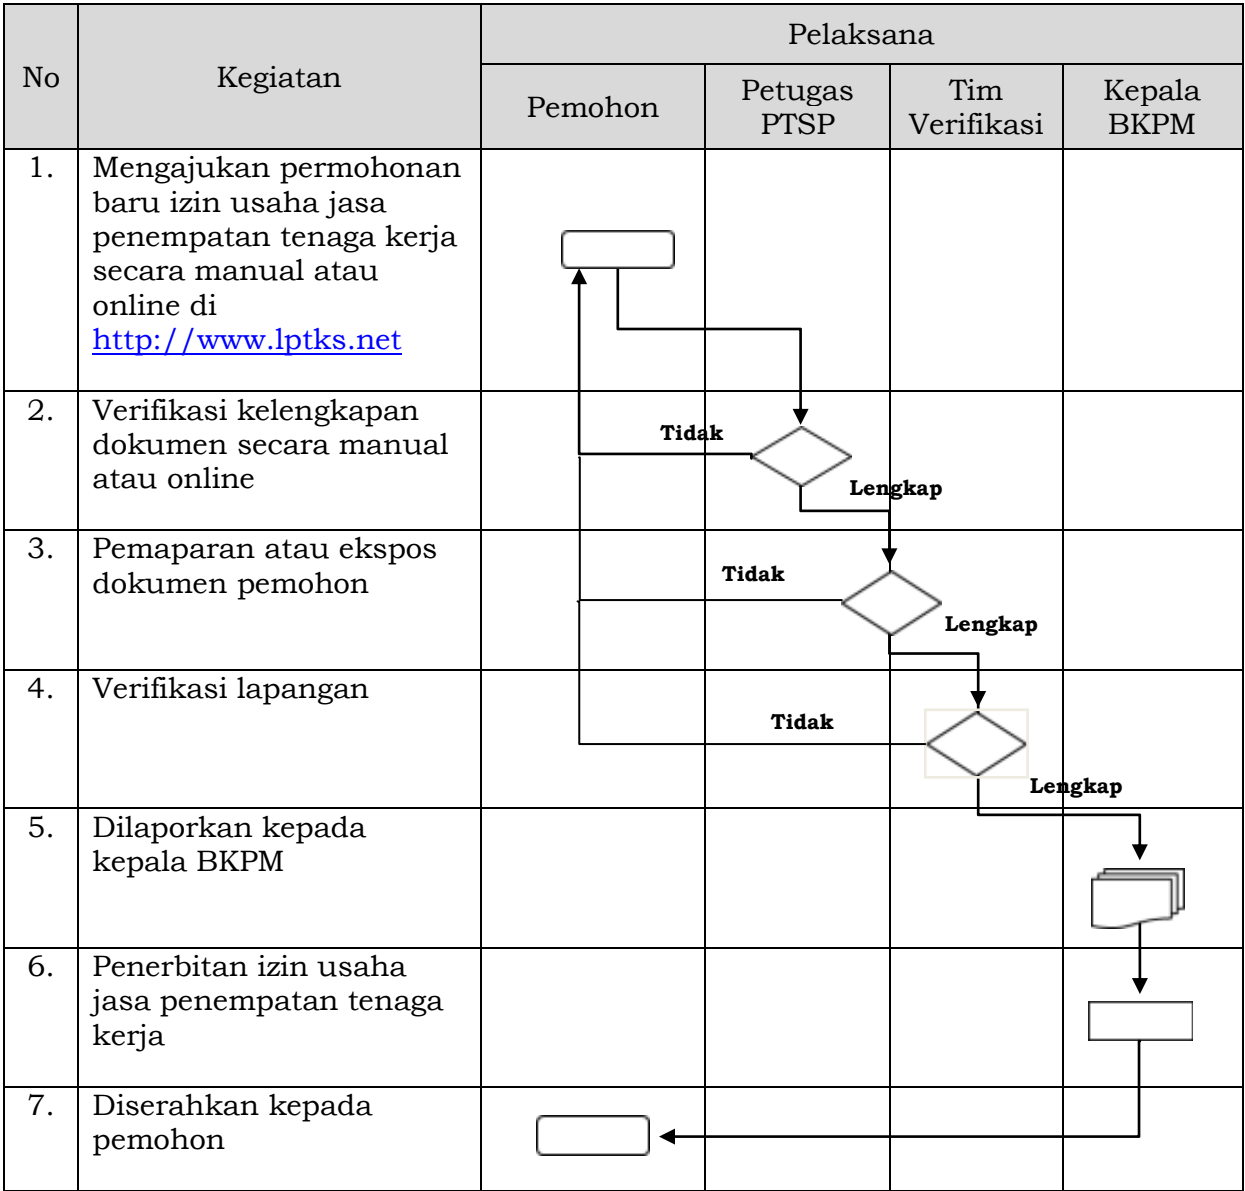 No
Kegiatan
Pelaksana
Pemohon
Petugas
PTSP
Tim
Verifikasi
Kepala
BKPM
1.
Mengajukan permohonan
baru izin usaha jasa
penempatan tenaga kerja
secara manual atau
online di
http://www.lptks.net
2.
Verifikasi kelengkapan
dokumen secara manual
atau online
Tidak
Lengkap
3.
Pemaparan atau ekspos
dokumen pemohon
Tidak
Lengkap
4.
Verifikasi lapangan
Tidak
Lengkap
5.
Dilaporkan kepada
kepala BKPM
6.
Penerbitan izin usaha
jasa penempatan tenaga
kerja
7.
Diserahkan kepada
pemohon